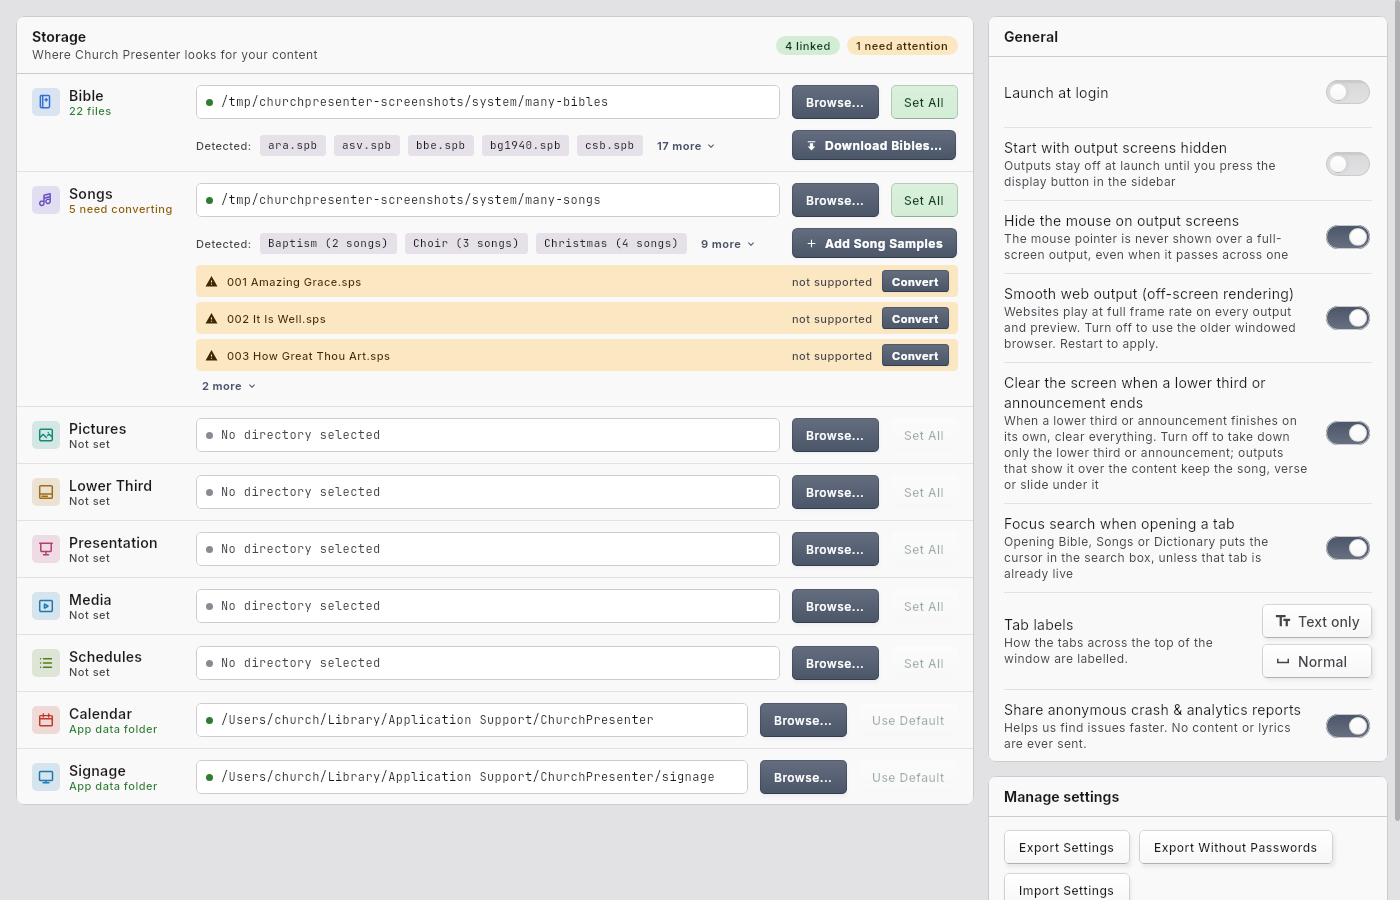 Storage
Where Church Presenter looks for your content
4 linked
1 need attention
Bible
22 files
/tmp/churchpresenter-screenshots/system/many-bibles
Browse...
Set All
Detected:
ara.spb
asv.spb
bbe.spb
bg1940.spb
csb.spb
17 more
Download Bibles...
Songs
5 need converting
/tmp/churchpresenter-screenshots/system/many-songs
Browse...
Set All
Detected:
Baptism (2 songs)
Choir (3 songs)
Christmas (4 songs)
9 more
Add Song Samples
001 Amazing Grace.sps
not supported
Convert
002 It Is Well.sps
not supported
Convert
003 How Great Thou Art.sps
not supported
Convert
2 more
Pictures
Not set
No directory selected
Browse...
Set All
Lower Third
Not set
No directory selected
Browse...
Set All
Presentation
Not set
No directory selected
Browse...
Set All
Media
Not set
No directory selected
Browse...
Set All
Schedules
Not set
No directory selected
Browse...
Set All
Calendar
App data folder
/Users/church/Library/Application Support/ChurchPresenter
Browse...
Use Default
Signage
App data folder
/Users/church/Library/Application Support/ChurchPresenter/signage
Browse...
Use Default
General
Launch at login
Start with output screens hidden
Outputs stay off at launch until you press the
display button in the sidebar
Hide the mouse on output screens
The mouse pointer is never shown over a full-
screen output, even when it passes across one
Smooth web output (off-screen rendering)
Websites play at full frame rate on every output
and preview. Turn off to use the older windowed
browser. Restart to apply.
Clear the screen when a lower third or
announcement ends
When a lower third or announcement finishes on
its own, clear everything. Turn off to take down
only the lower third or announcement; outputs
that show it over the content keep the song, verse
or slide under it
Focus search when opening a tab
Opening Bible, Songs or Dictionary puts the
cursor in the search box, unless that tab is
already live
Tab labels
How the tabs across the top of the
window are labelled.
Text only
Normal
Share anonymous crash & analytics reports
Helps us find issues faster. No content or lyrics
are ever sent.
Manage settings
Export Settings
Export Without Passwords
Import Settings